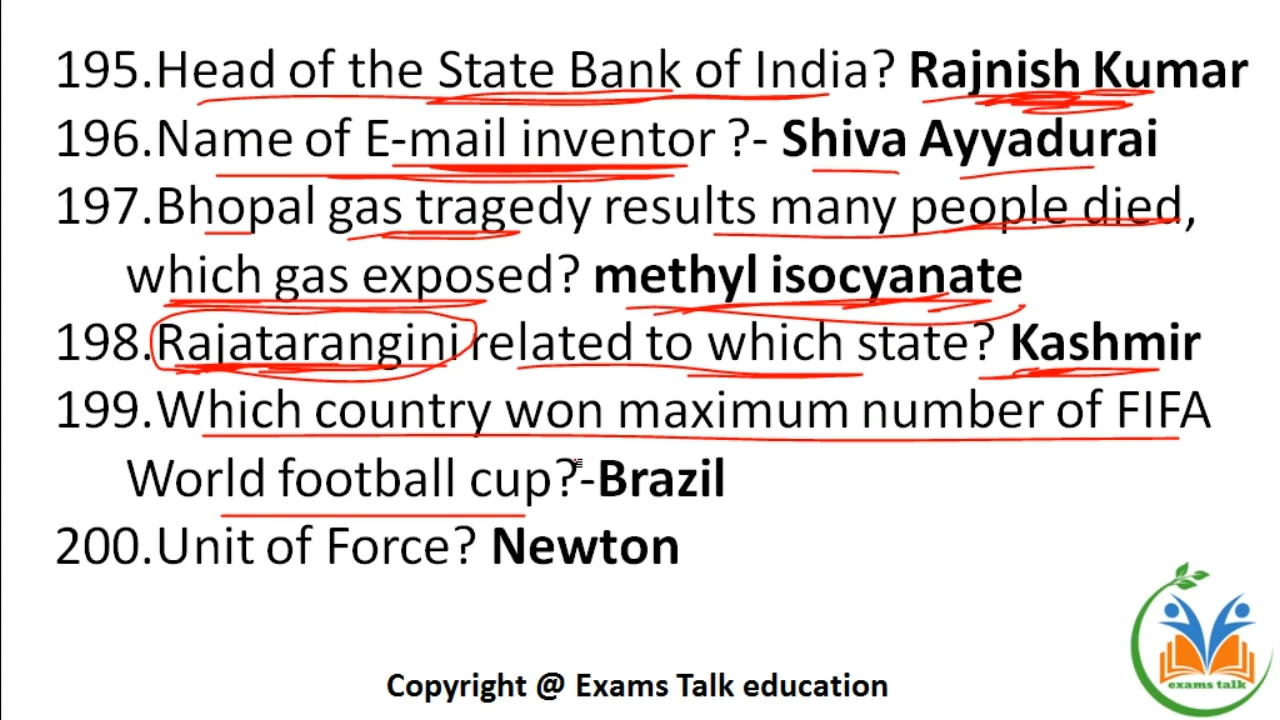 195.Head of the State Bank of India? Rajnish Kumar
196.Name of E-mail inventor ?- Shiva Ayyadurai
197.Bhopal gas tragedy results many people died,
which gas exposed? methyl isocyanate
198.Rajatarangini related to which state? Kashmir
199.Which country won maximum number of FIFA
World football cup?-Brazil
200.Unit of Force? Newton
exams talk
Copyright @ Exams Talk education